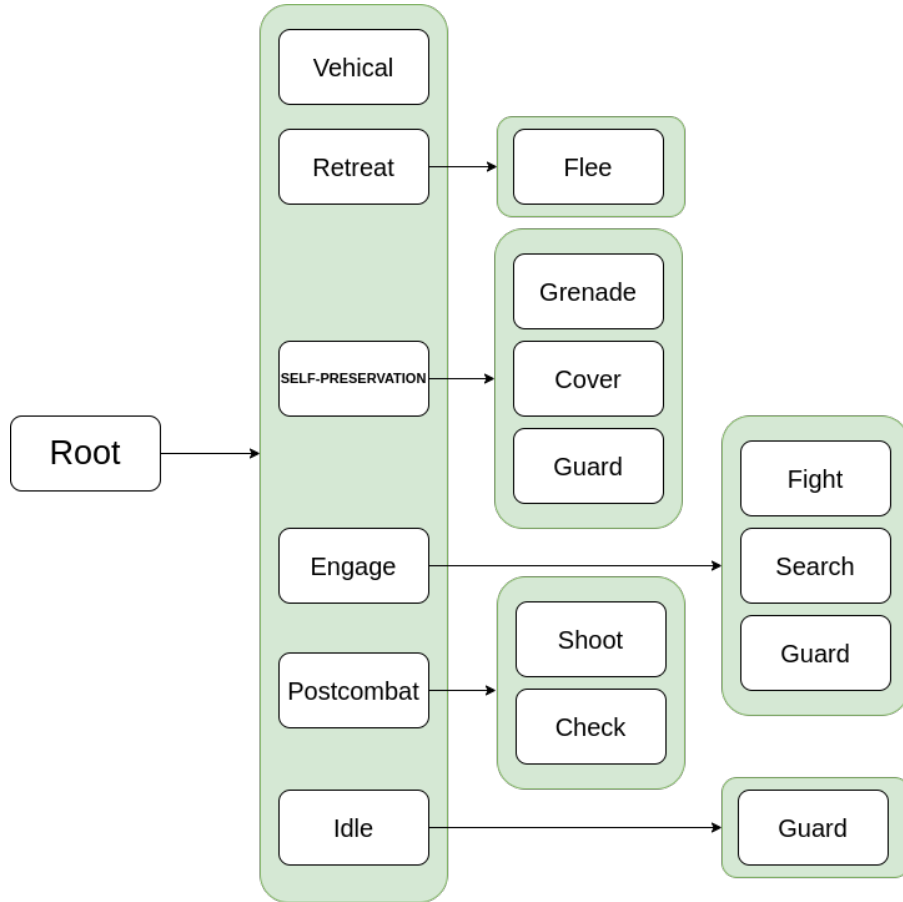 Vehical
Retreat
Flee
Grenade
SELF-PRESERVATION
Cover
Root
Guard
Fight
Engage
Search
Shoot
Guard
Postcombat
Check
Idle
Guard